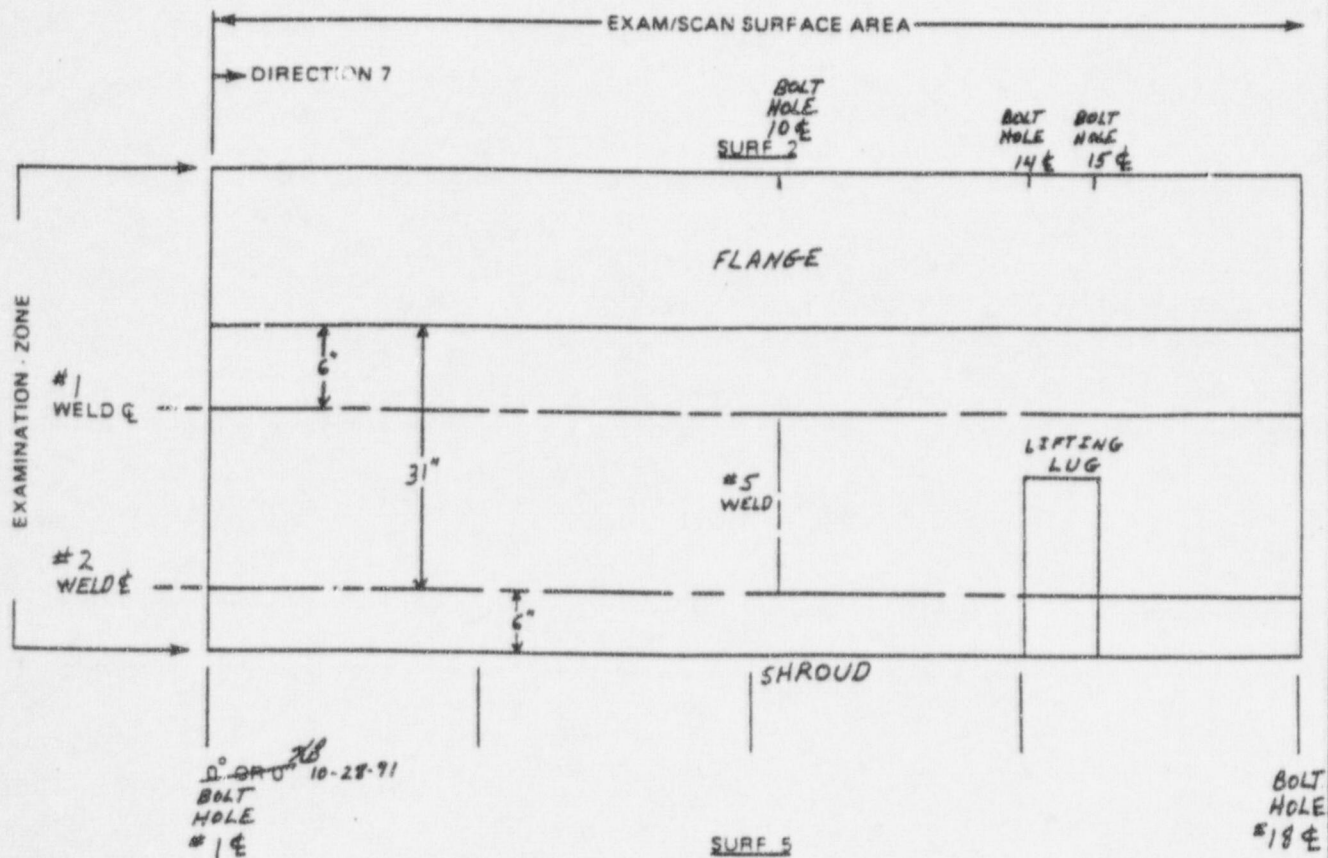 EXAM/SCAN SURFACE AREA
DIRECTION 7
BOLT
HOLE
10 ℄
SURF 2
BOLT
HOLE
14 ℄
BOLT
HOLE
15 ℄
FLANGE
EXAMINATION - ZONE
6"
#1
WELD ℄
31"
#5
WELD
LIFTING
LUG
#2
WELD ℄
6"
SHROUD
0° OR 0" 10-28-91
BOLT
HOLE
# 1 ℄
SURF 5
BOLT
HOLE
#18 ℄